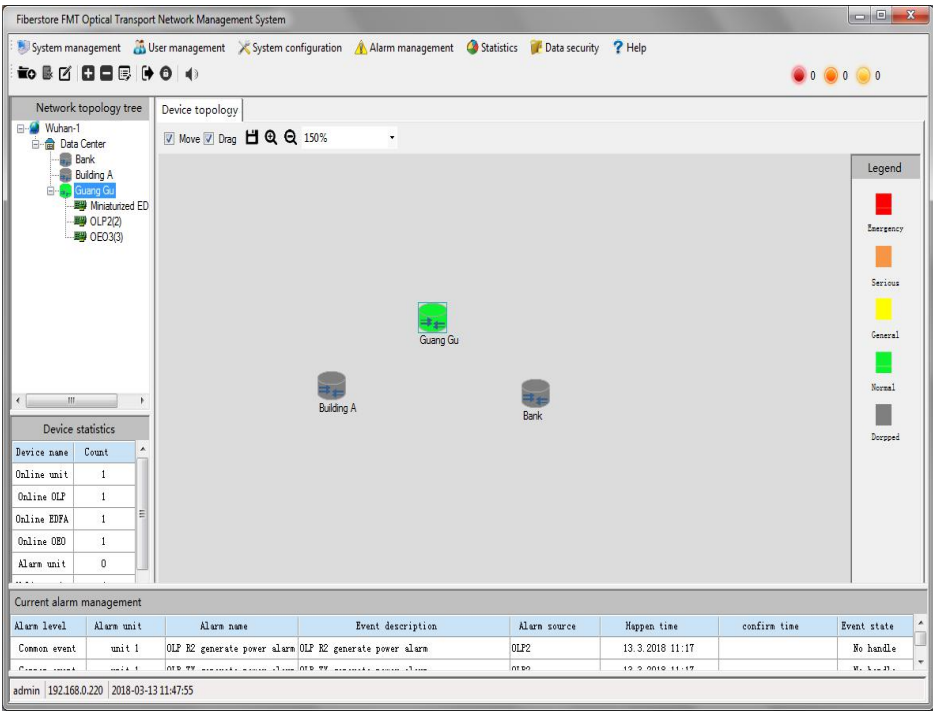 Fiberstore FMT Optical Transport Network Management System
System management User management System configuration Alarm management Statistics Data security Help
0 0 0
Network topology tree
Wuhan-1
Data Center
Bank
Building A
Guang Gu
Miniaturized ED
OLP2(2)
OEO3(3)
Device topology
Move Drag 150%
Guang Gu
Building A
Bank
Legend
Emergency
Serious
General
Normal
Dorpped
Device statistics
Device name Count
Online unit 1
Online OLP 1
Online EDFA 1
Online OEO 1
Alarm unit 0
Current alarm management
Alarm level Alarm unit Alarm name Event description Alarm source Happen time confirm time Event state
Common event unit 1 OLP R2 generate power alarm OLP R2 generate power alarm OLP2 13.3.2018 11:17 No handle
admin 192.168.0.220 2018-03-13 11:47:55